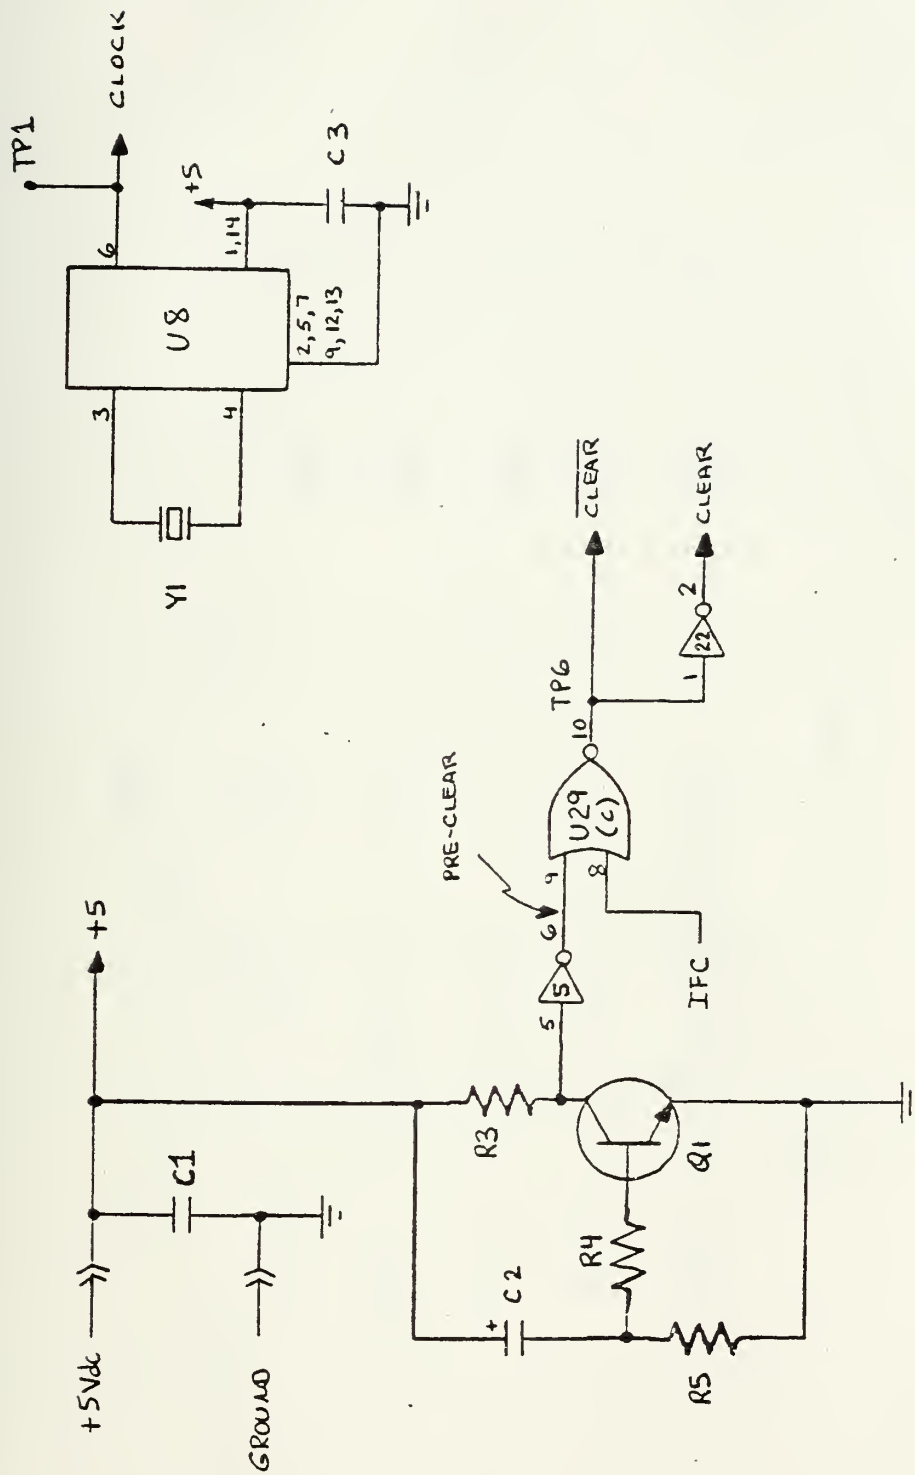 TP1
CLOCK
6
+5
1, 14
C3
U8
2, 5, 7
9, 12, 13
3
4
Y1
+5Vdc
+5
C1
GROUND
R3
C2
+
R4
R5
Q1
5
5
6
PRE-CLEAR
9
8
IFC
U29
(C)
10
TP6
CLEAR
1
22
2
CLEAR